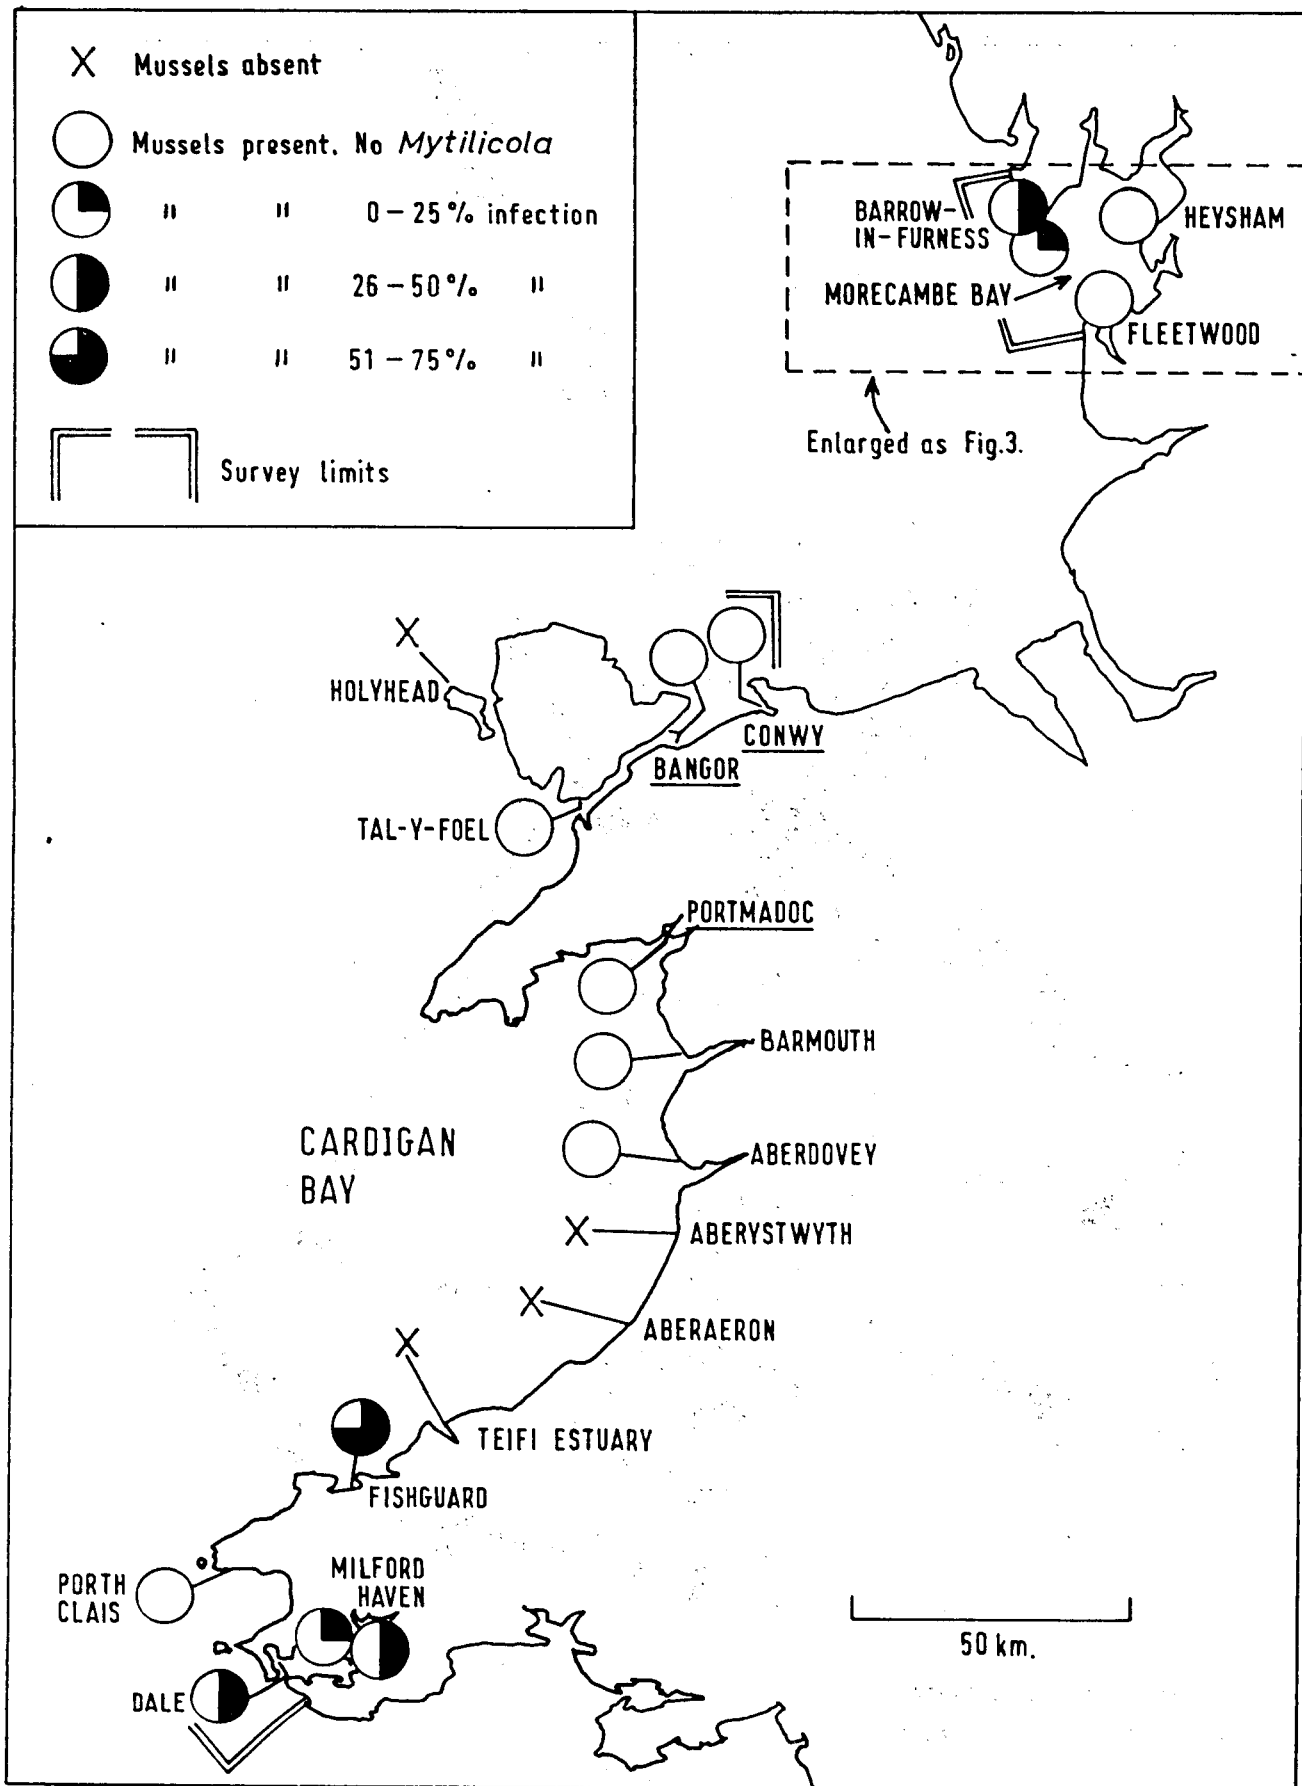 X Mussels absent
Mussels present. No Mytilicola
" " 0 – 25 % infection
" " 26 – 50 % "
" " 51 – 75 % "
Survey limits
BARROW-
IN-FURNESS
HEYSHAM
MORECAMBE BAY
FLEETWOOD
Enlarged as Fig.3.
X
HOLYHEAD
CONWY
BANGOR
TAL-Y-FOEL
PORTMADOC
BARMOUTH
CARDIGAN
BAY
ABERDOVEY
X
ABERYSTWYTH
X
ABERAERON
X
TEIFI ESTUARY
FISHGUARD
MILFORD
HAVEN
PORTH
CLAIS
50 km.
DALE